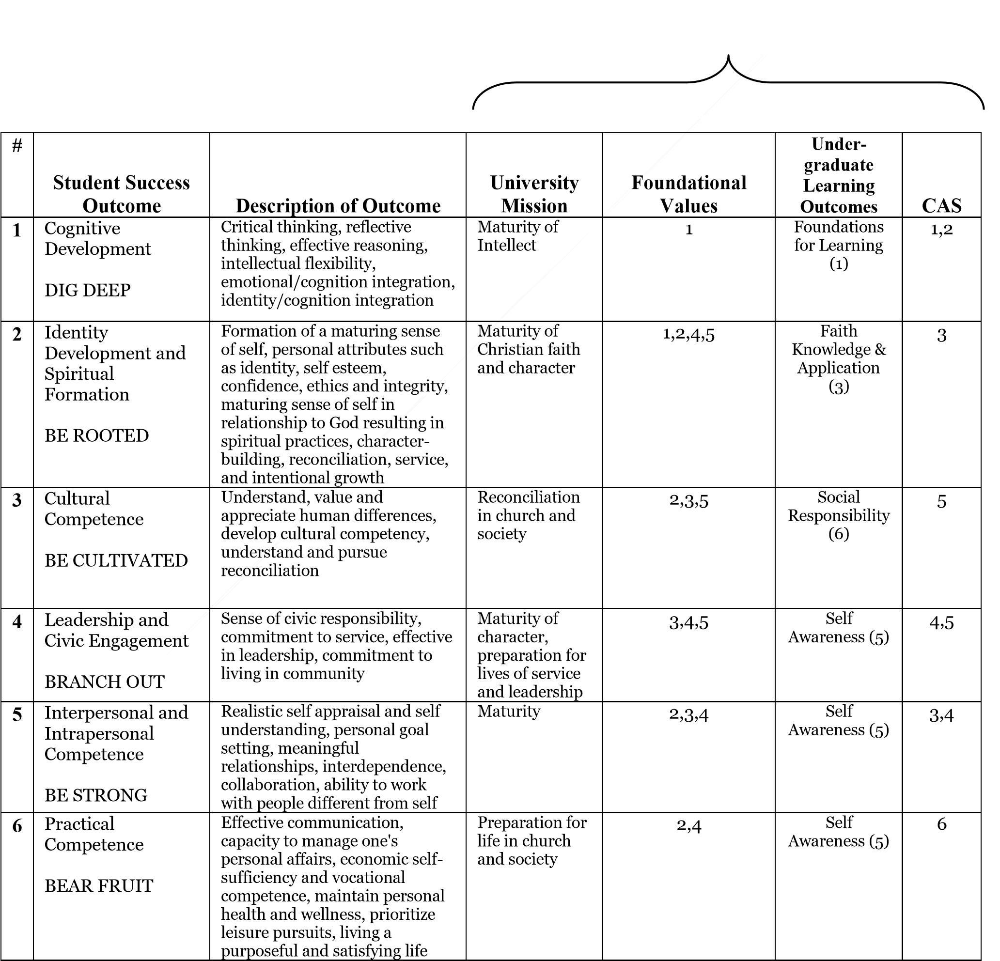 #
Student Success
Outcome
Description of Outcome
University
Mission
Foundational
Values
Under-
graduate
Learning
Outcomes
CAS
1
Cognitive
Development
DIG DEEP
Critical thinking, reflective
thinking, effective reasoning,
intellectual flexibility,
emotional/cognition integration,
identity/cognition integration
Maturity of
Intellect
1
Foundations
for Learning
(1)
1,2
2
Identity
Development and
Spiritual
Formation
BE ROOTED
Formation of a maturing sense
of self, personal attributes such
as identity, self esteem,
confidence, ethics and integrity,
maturing sense of self in
relationship to God resulting in
spiritual practices, character-
building, reconciliation, service,
and intentional growth
Maturity of
Christian faith
and character
1,2,4,5
Faith
Knowledge &
Application
(3)
3
3
Cultural
Competence
BE CULTIVATED
Understand, value and
appreciate human differences,
develop cultural competency,
understand and pursue
reconciliation
Reconciliation
in church and
society
2,3,5
Social
Responsibility
(6)
5
4
Leadership and
Civic Engagement
BRANCH OUT
Sense of civic responsibility,
commitment to service, effective
in leadership, commitment to
living in community
Maturity of
character,
preparation for
lives of service
and leadership
3,4,5
Self
Awareness (5)
4,5
5
Interpersonal and
Intrapersonal
Competence
BE STRONG
Realistic self appraisal and self
understanding, personal goal
setting, meaningful
relationships, interdependence,
collaboration, ability to work
with people different from self
Maturity
2,3,4
Self
Awareness (5)
3,4
6
Practical
Competence
BEAR FRUIT
Effective communication,
capacity to manage one's
personal affairs, economic self-
sufficiency and vocational
competence, maintain personal
health and wellness, prioritize
leisure pursuits, living a
purposeful and satisfying life
Preparation for
life in church
and society
2,4
Self
Awareness (5)
6